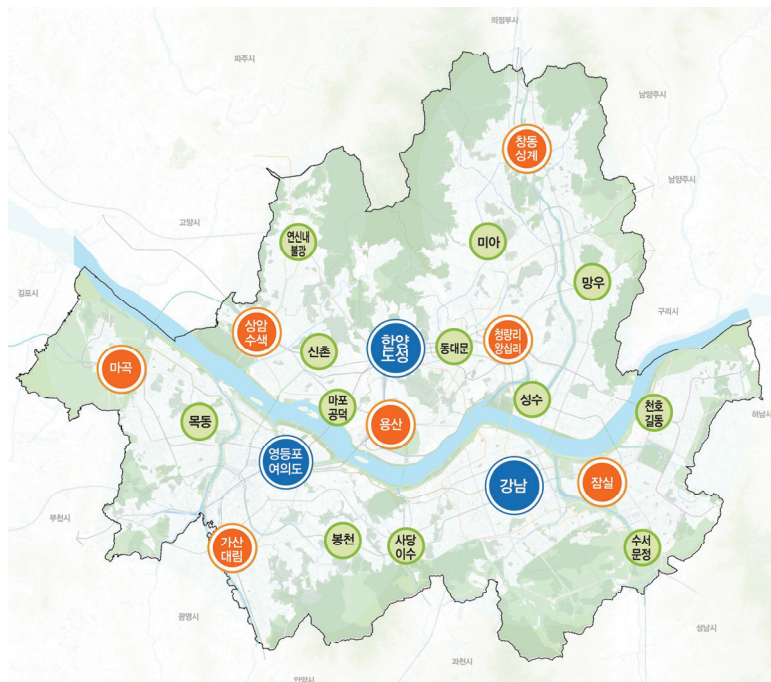 의정부시
파주시
남양주시
창동
상계
남양주시
고양시
연신내
불광
미아
망우
김포시
구리시
상암
수색
신촌
한양
도성
동대문
청량리
왕십리
마곡
마포
공덕
용산
성수
천호
길동
하남시
목동
영등포
여의도
강남
잠실
부천시
가산
대림
봉천
사당
이수
수서
문정
광명시
성남시
과천시
안양시